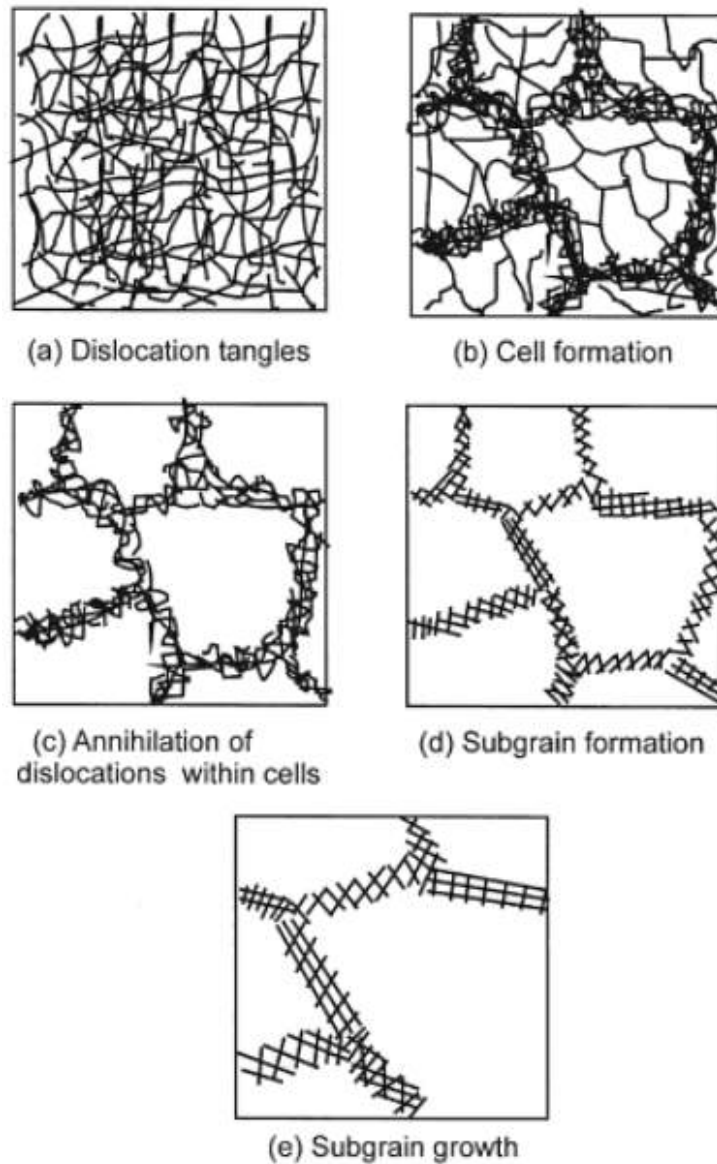 (a) Dislocation tangles
(b) Cell formation
(c) Annihilation of
dislocations within cells
(d) Subgrain formation
(e) Subgrain growth